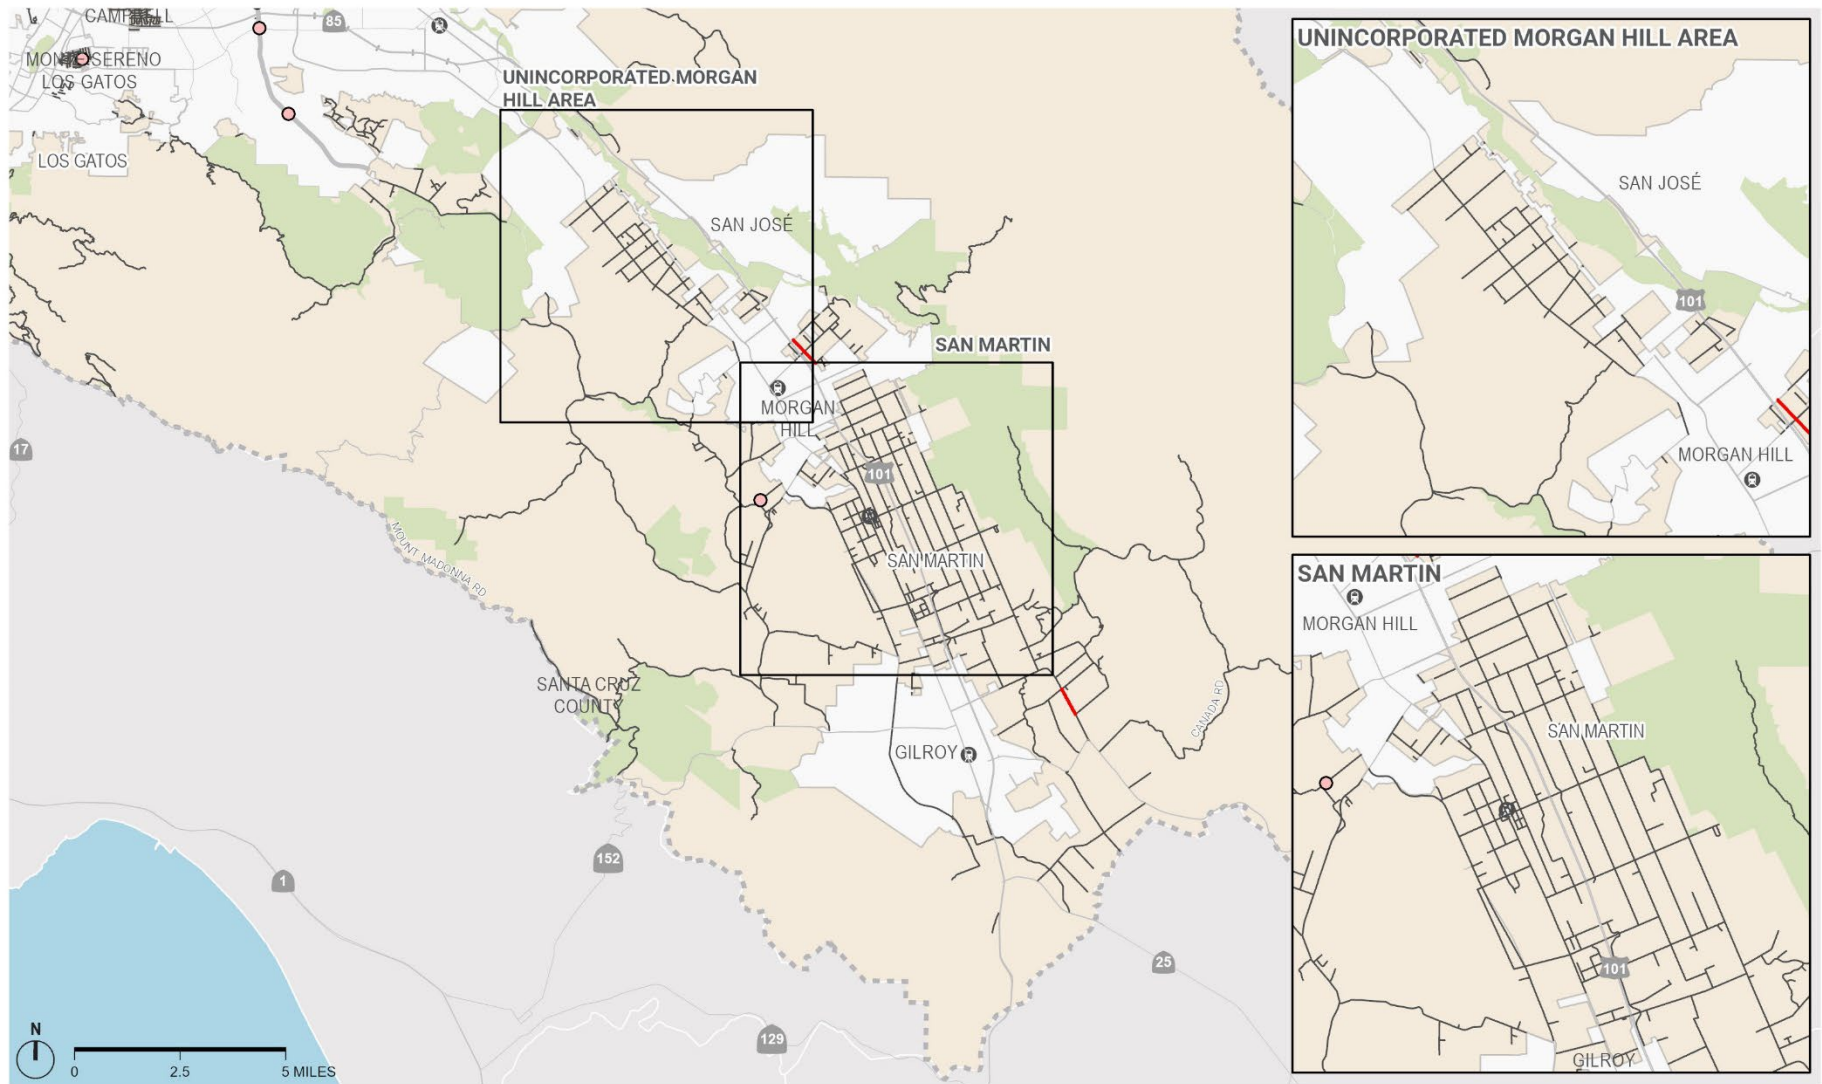 CAMPBELL
85
MONTE SERENO
LOS GATOS
LOS GATOS
UNINCORPORATED MORGAN
HILL AREA
SAN JOSÉ
SAN MARTIN
MORGAN
HILL
101
SAN MARTIN
17
MOUNT MADONNA RD
SANTA CRUZ
COUNTY
GILROY
CANADA RD
152
1
25
129
N
0
2.5
5 MILES
UNINCORPORATED MORGAN HILL AREA
SAN JOSÉ
101
MORGAN HILL
SAN MARTIN
MORGAN HILL
SAN MARTIN
101
GILROY